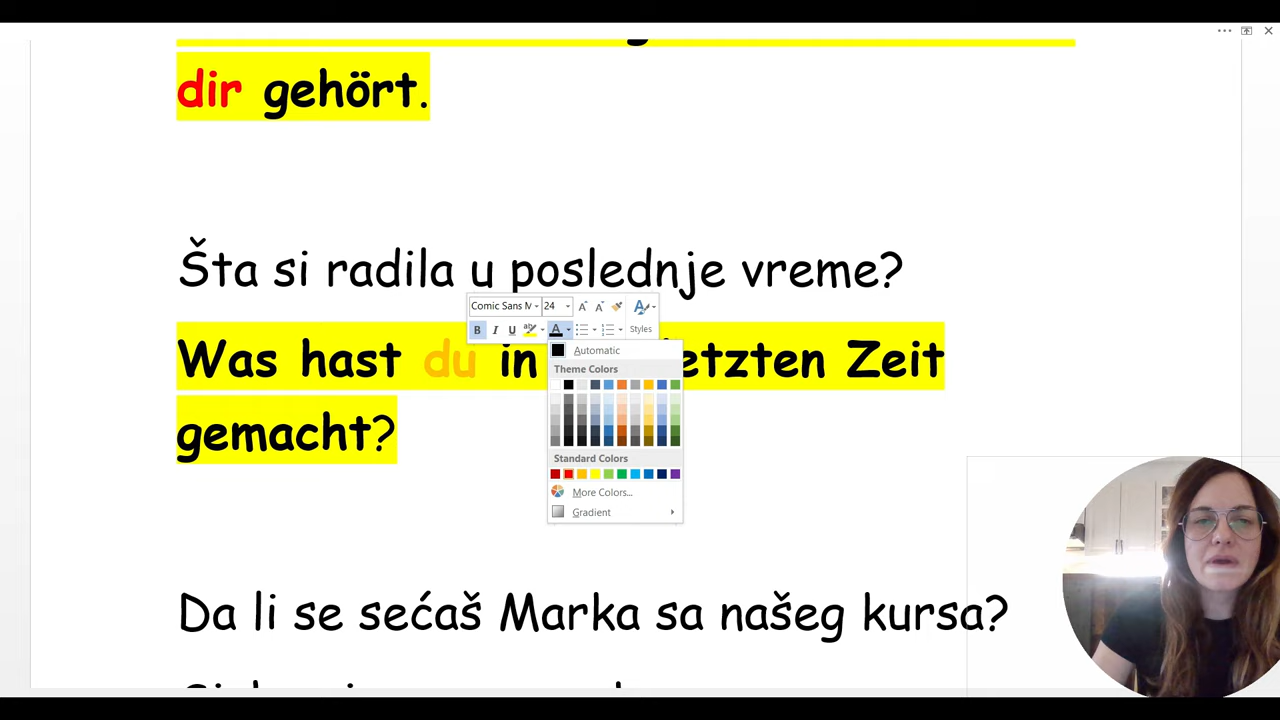 dir gehört.
Šta si radila u poslednje vreme?
Comic Sans M 24
Styles
Was hast du in letzten Zeit
Automatic
Theme Colors
gemacht?
Standard Colors
More Colors...
Gradient
Da li se sećaš Marka sa našeg kursa?